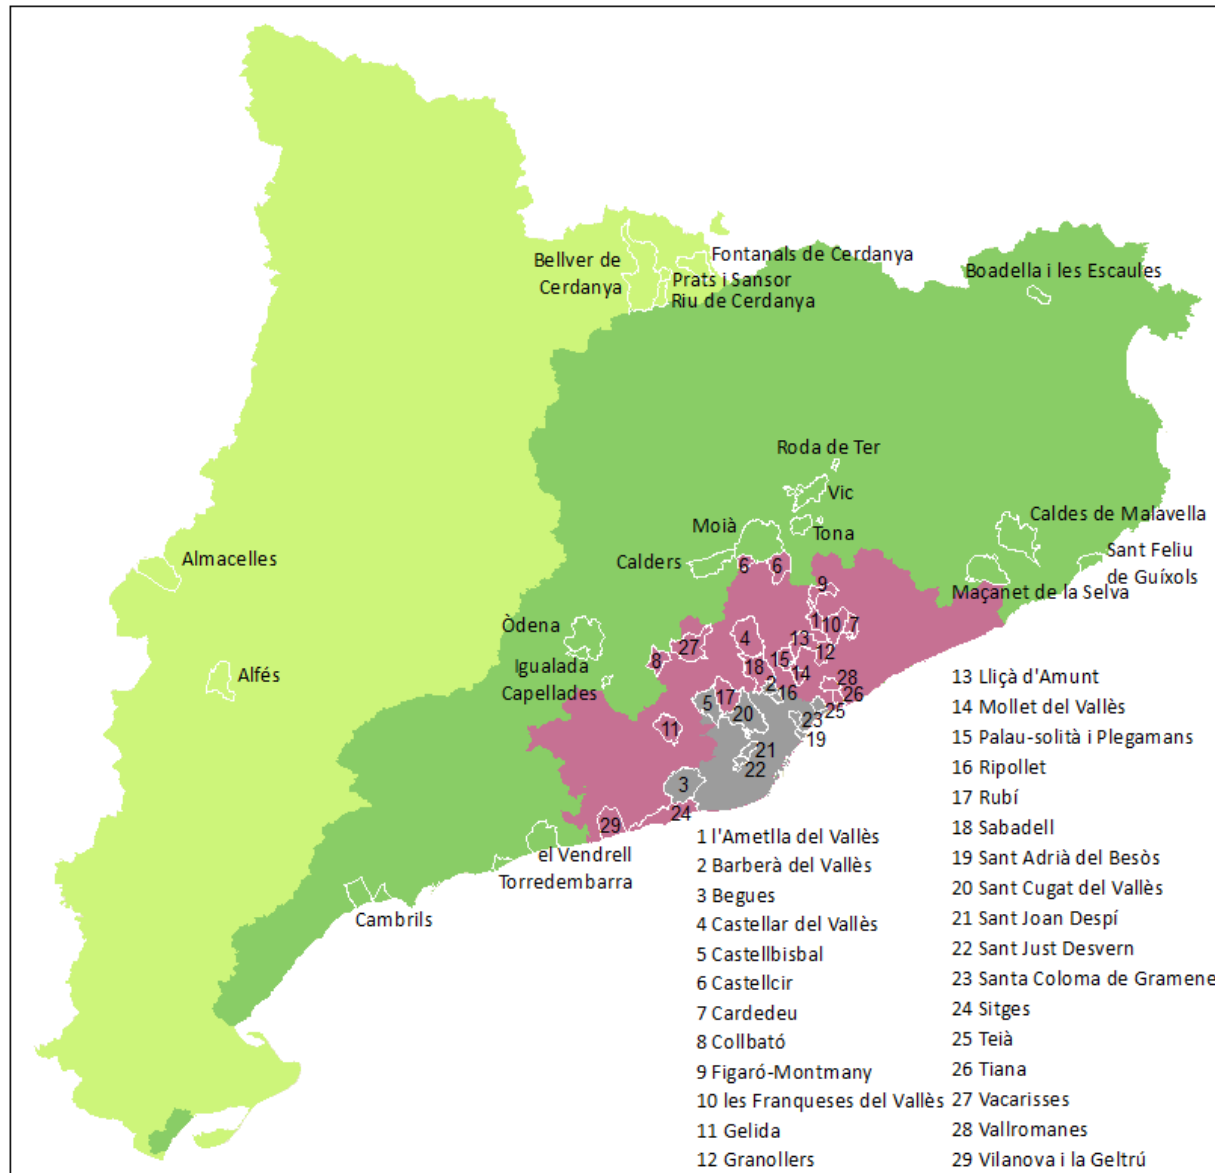 Fontanals de Cerdanya
Bellver de
Cerdanya
Prats i Sansor
Riu de Cerdanya
Boadella i les Escaules
Roda de Ter
Vic
Moià
Tona
Caldes de Malavella
Calders
Almacelles
Sant Feliu
de Guíxols
Maçanet de la Selva
Òdena
Igualada
Capellades
Alfés
el Vendrell
Torredembarra
Cambrils
6
6
9
1
10
7
13
12
27
4
8
15
14
18
2
16
28
26
25
17
5
20
23
19
11
21
22
3
24
29
1 l'Ametlla del Vallès
2 Barberà del Vallès
3 Begues
4 Castellar del Vallès
5 Castellbisbal
6 Castellcir
7 Cardedeu
8 Collbató
9 Figaró-Montmany
10 les Franqueses del Vallès
11 Gelida
12 Granollers
13 Lliçà d'Amunt
14 Mollet del Vallès
15 Palau-solità i Plegamans
16 Ripollet
17 Rubí
18 Sabadell
19 Sant Adrià del Besòs
20 Sant Cugat del Vallès
21 Sant Joan Despí
22 Sant Just Desvern
23 Santa Coloma de Gramene
24 Sitges
25 Teià
26 Tiana
27 Vacarisses
28 Vallromanes
29 Vilanova i la Geltrú